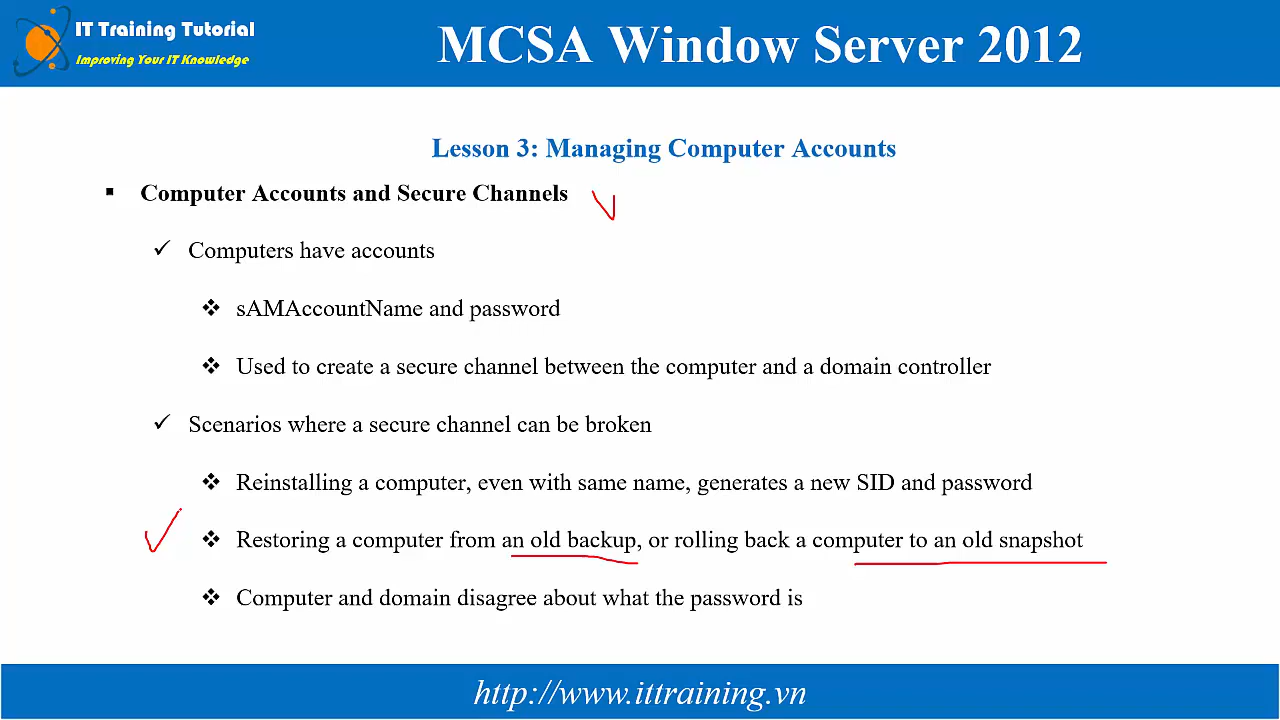 IT Training Tutorial
Improving Your IT Knowledge
MCSA Window Server 2012
Lesson 3: Managing Computer Accounts
Computer Accounts and Secure Channels
Computers have accounts
sAMAccountName and password
Used to create a secure channel between the computer and a domain controller
Scenarios where a secure channel can be broken
Reinstalling a computer, even with same name, generates a new SID and password
Restoring a computer from an old backup, or rolling back a computer to an old snapshot
Computer and domain disagree about what the password is
http://www.ittraining.vn